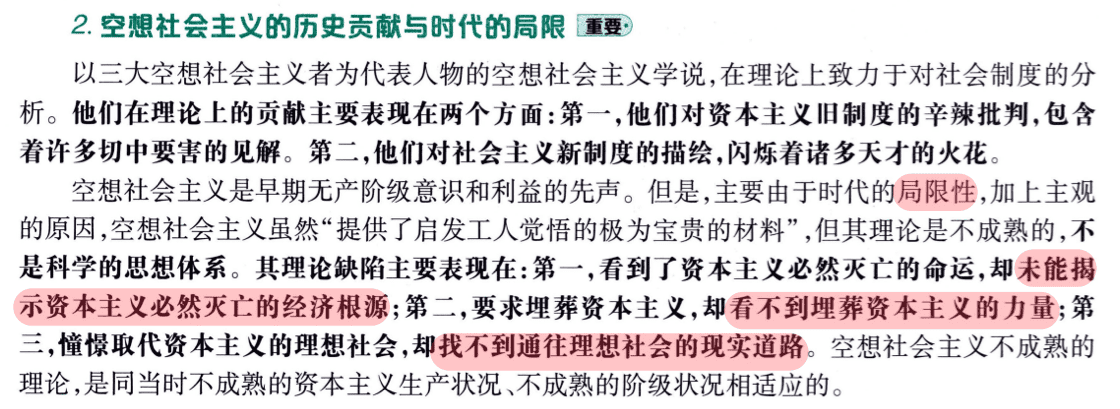 2. 空想社会主义的历史贡献与时代的局限 重要
以三大空想社会主义者为代表人物的空想社会主义学说，在理论上致力于对社会制度的分
析。他们在理论上的贡献主要表现在两个方面：第一，他们对资本主义旧制度的辛辣批判，包含
着许多切中要害的见解。第二，他们对社会主义新制度的描绘，闪烁着诸多天才的火花。
空想社会主义是早期无产阶级意识和利益的先声。但是，主要由于时代的局限性，加上主观
的原因，空想社会主义虽然“提供了启发工人觉悟的极为宝贵的材料”，但其理论是不成熟的，不
是科学的思想体系。其理论缺陷主要表现在：第一，看到了资本主义必然灭亡的命运，却未能揭
示资本主义必然灭亡的经济根源；第二，要求埋葬资本主义，却看不到埋葬资本主义的力量；第
三，憧憬取代资本主义的理想社会，却找不到通往理想社会的现实道路。空想社会主义不成熟的
理论，是同当时不成熟的资本主义生产状况、不成熟的阶级状况相适应的。